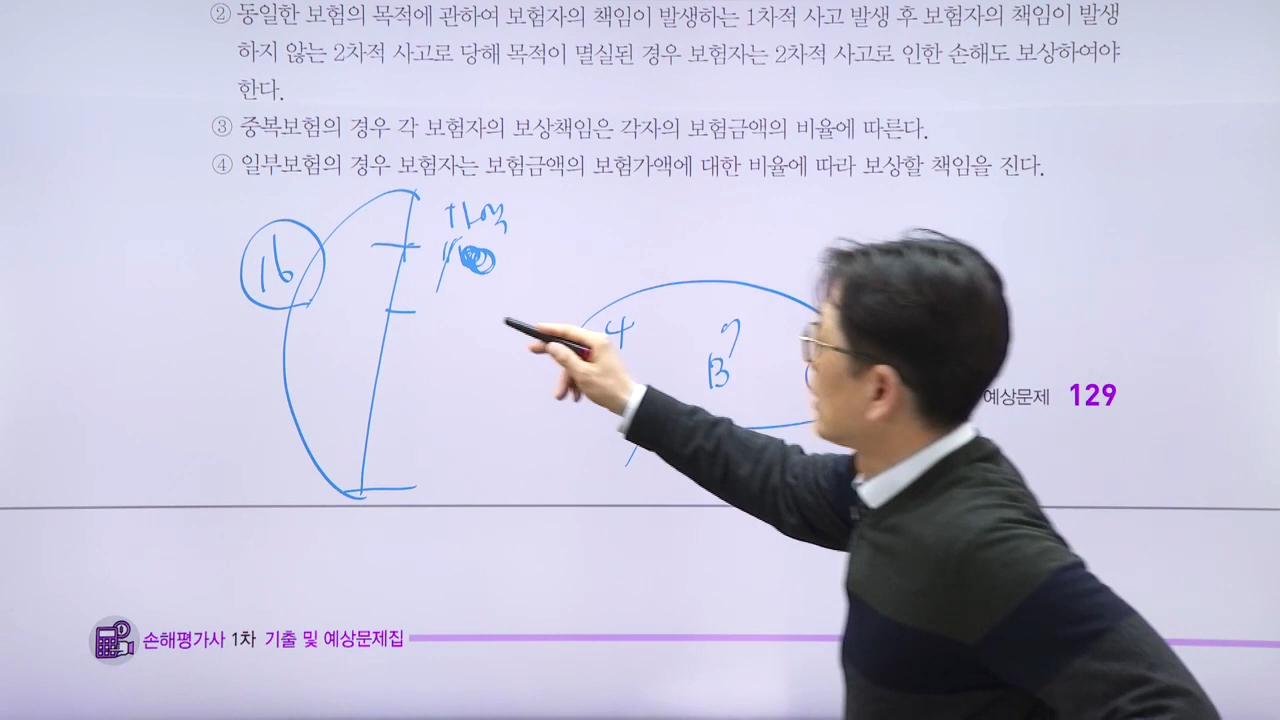 ② 동일한 보험의 목적에 관하여 보험자의 책임이 발생하는 1차적 사고 발생 후 보험자의 책임이 발생
하지 않는 2차적 사고로 당해 목적이 멸실된 경우 보험자는 2차적 사고로 인한 손해도 보상하여야
한다.
③ 중복보험의 경우 각 보험자의 보상책임은 각자의 보험금액의 비율에 따른다.
④ 일부보험의 경우 보험자는 보험금액의 보험가액에 대한 비율에 따라 보상할 책임을 진다.
16
4
B
예상문제 129
손해평가사 1차 기출 및 예상문제집